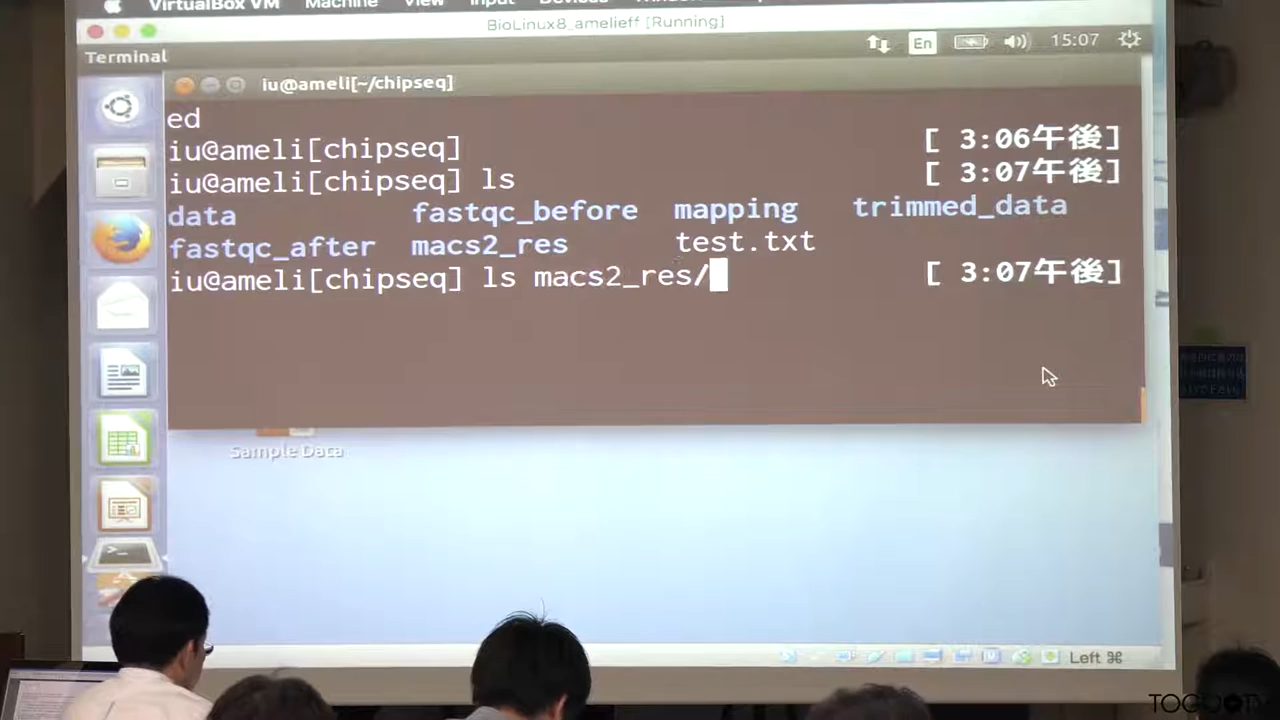 VirtualBox VM Machine View Input Devices
BioLinux8_amelieff [Running]
Terminal En 15:07
iu@ameli[~/chipseq]
ed
iu@ameli[chipseq] [ 3:06午後]
iu@ameli[chipseq] ls [ 3:07午後]
data fastqc_before mapping trimmed_data
fastqc_after macs2_res test.txt
iu@ameli[chipseq] ls macs2_res/ [ 3:07午後]
Sample Data
Left ⌘